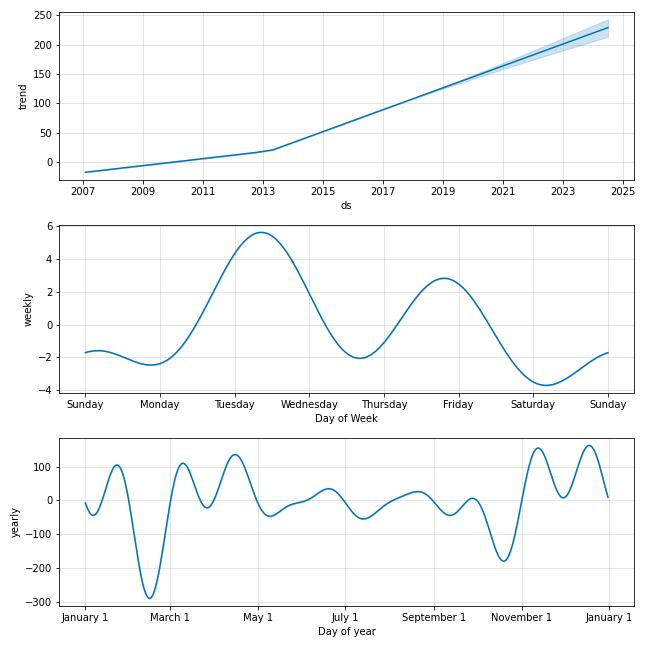 250
200
150
100
50
0
trend
2007 2009 2011 2013 2015 2017 2019 2021 2023 2025
ds
6
4
2
0
−2
−4
weekly
Sunday Monday Tuesday Wednesday Thursday Friday Saturday Sunday
Day of Week
100
0
−100
−200
−300
yearly
January 1 March 1 May 1 July 1 September 1 November 1 January 1
Day of year